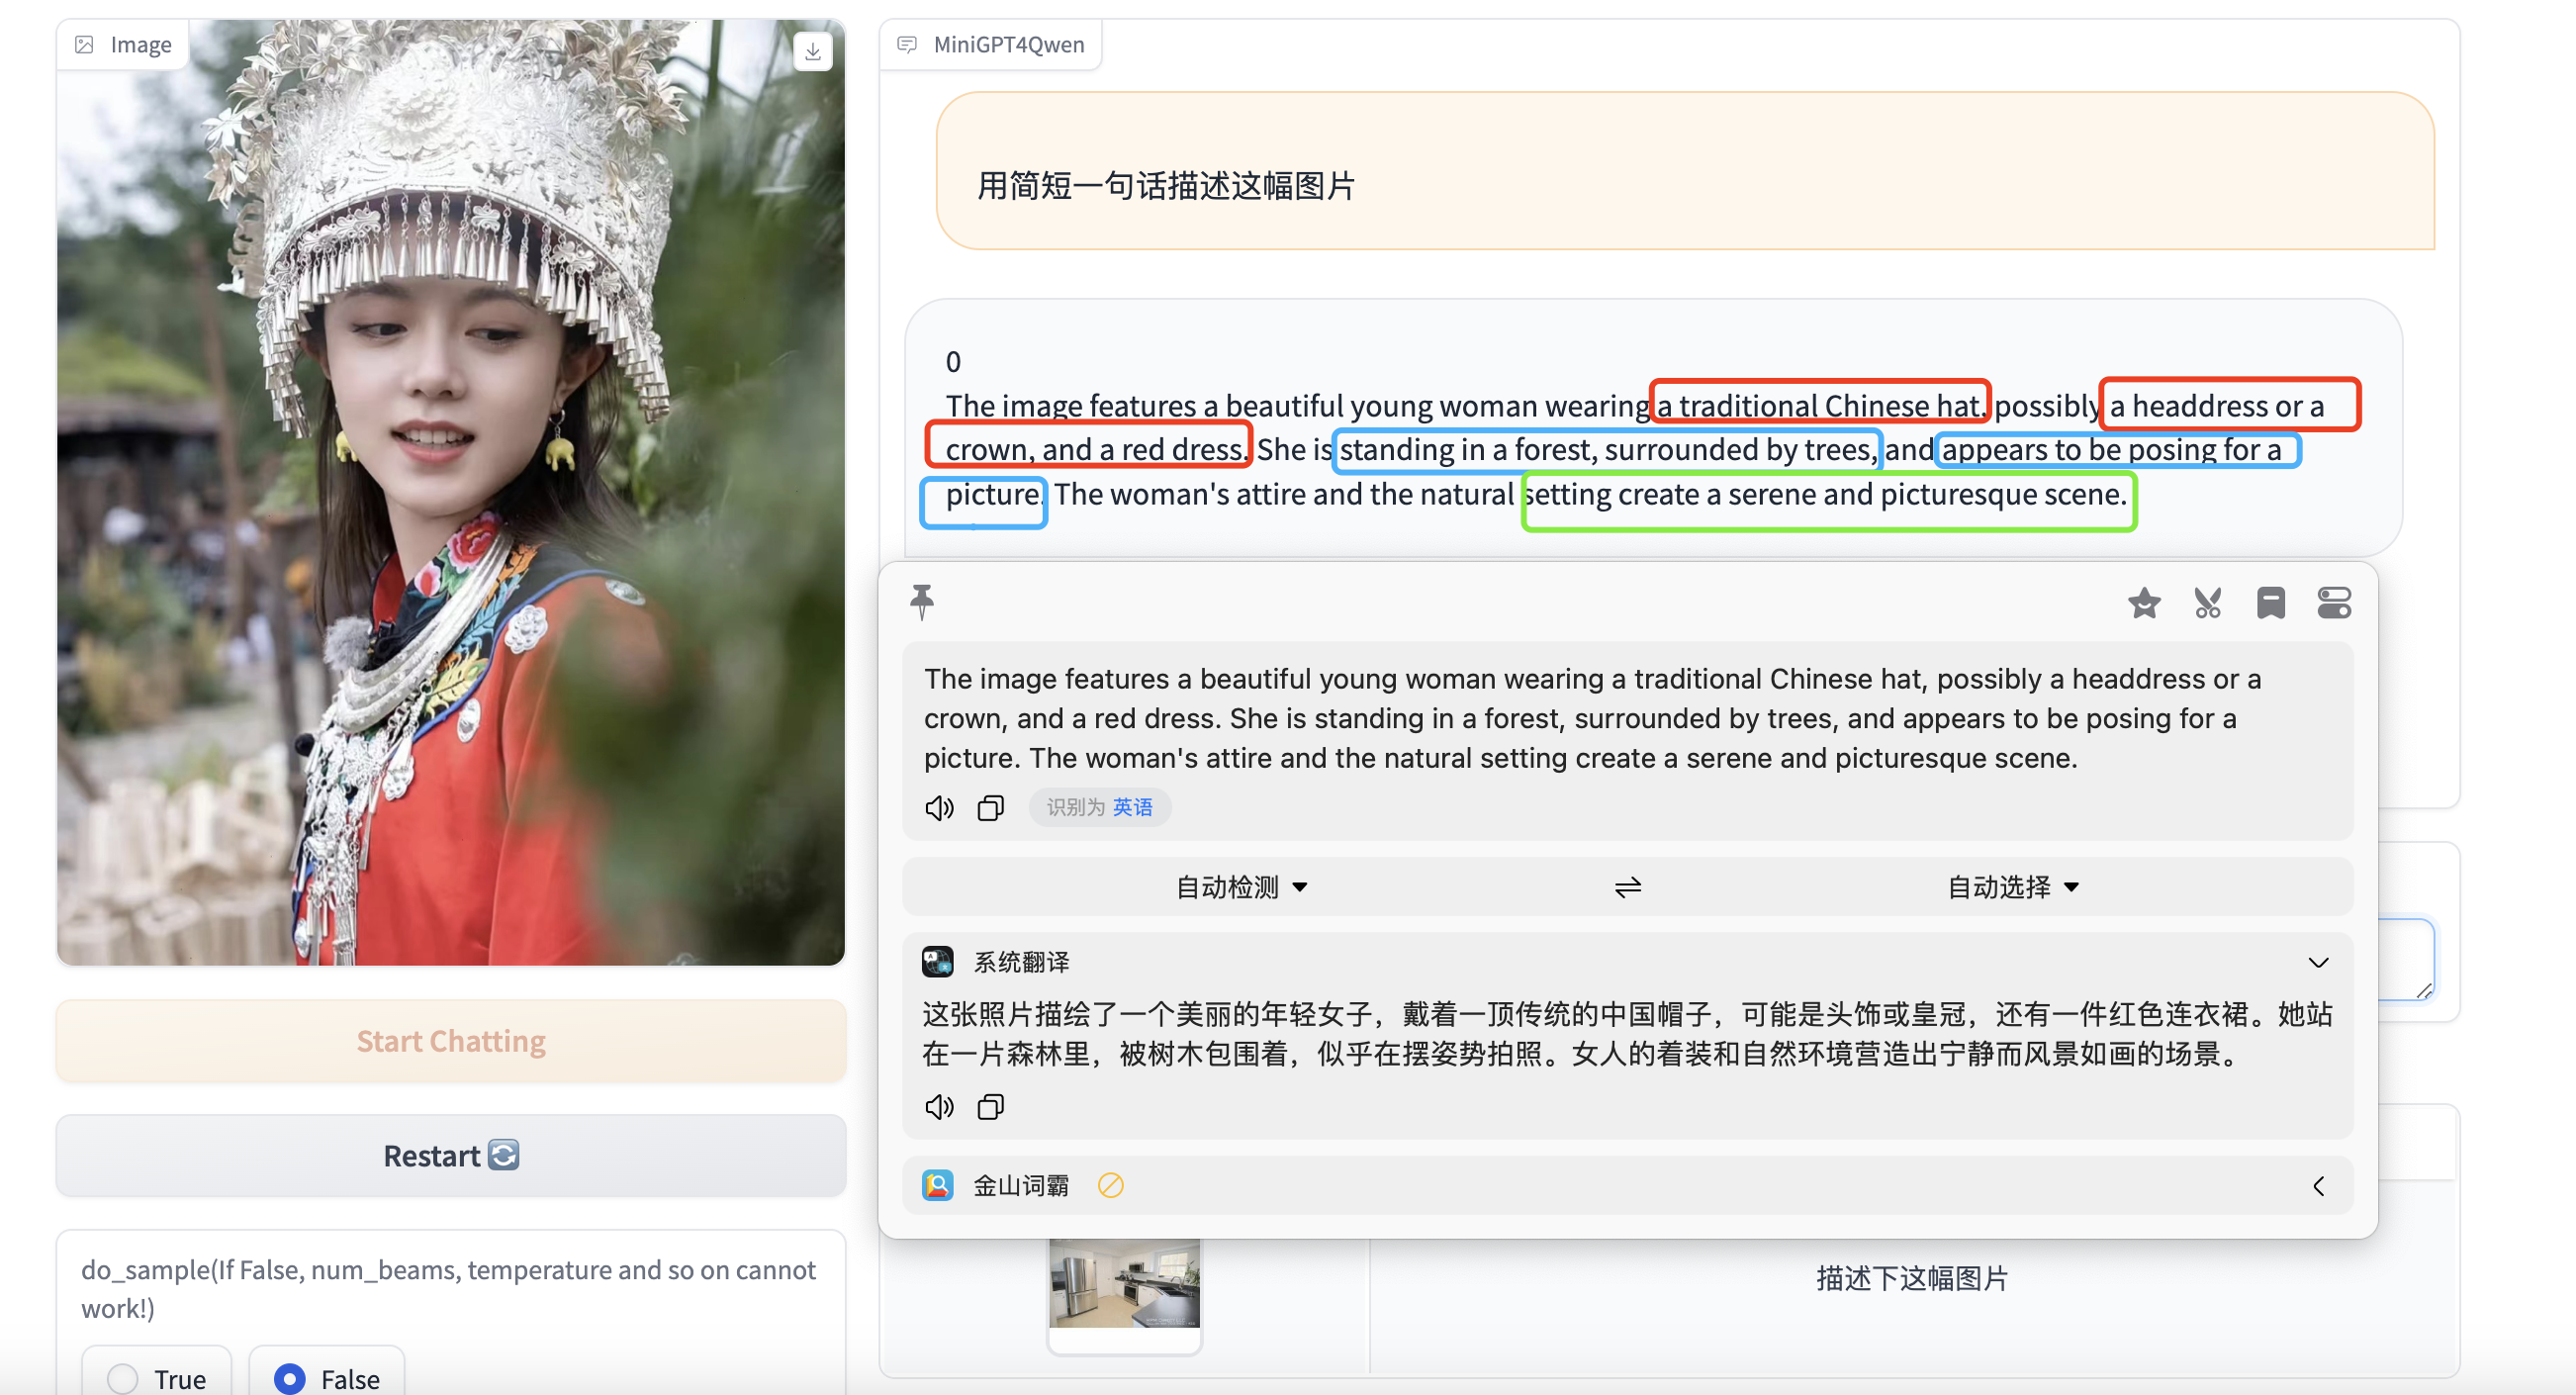 Image
MiniGPT4Qwen
用简短一句话描述这幅图片
0
The image features a beautiful young woman wearing a traditional Chinese hat, possibly a headdress or a
crown, and a red dress. She is standing in a forest, surrounded by trees, and appears to be posing for a
picture. The woman's attire and the natural setting create a serene and picturesque scene.
The image features a beautiful young woman wearing a traditional Chinese hat, possibly a headdress or a
crown, and a red dress. She is standing in a forest, surrounded by trees, and appears to be posing for a
picture. The woman's attire and the natural setting create a serene and picturesque scene.
识别为 英语
自动检测
自动选择
系统翻译
这张照片描绘了一个美丽的年轻女子，戴着一顶传统的中国帽子，可能是头饰或皇冠，还有一件红色连衣裙。她站
在一片森林里，被树木包围着，似乎在摆姿势拍照。女人的着装和自然环境营造出宁静而风景如画的场景。
金山词霸
描述下这幅图片
Start Chatting
Restart
do_sample(If False, num_beams, temperature and so on cannot
work!)
True
False